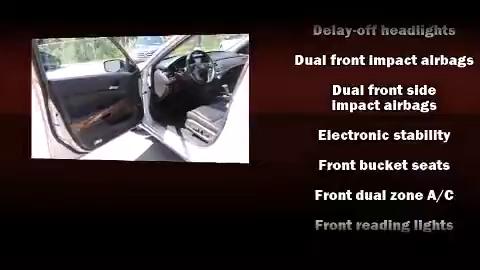 Delay-off headlights
Dual front impact airbags
Dual front side
impact airbags
Electronic stability
Front bucket seats
Front dual zone A/C
Front reading lights